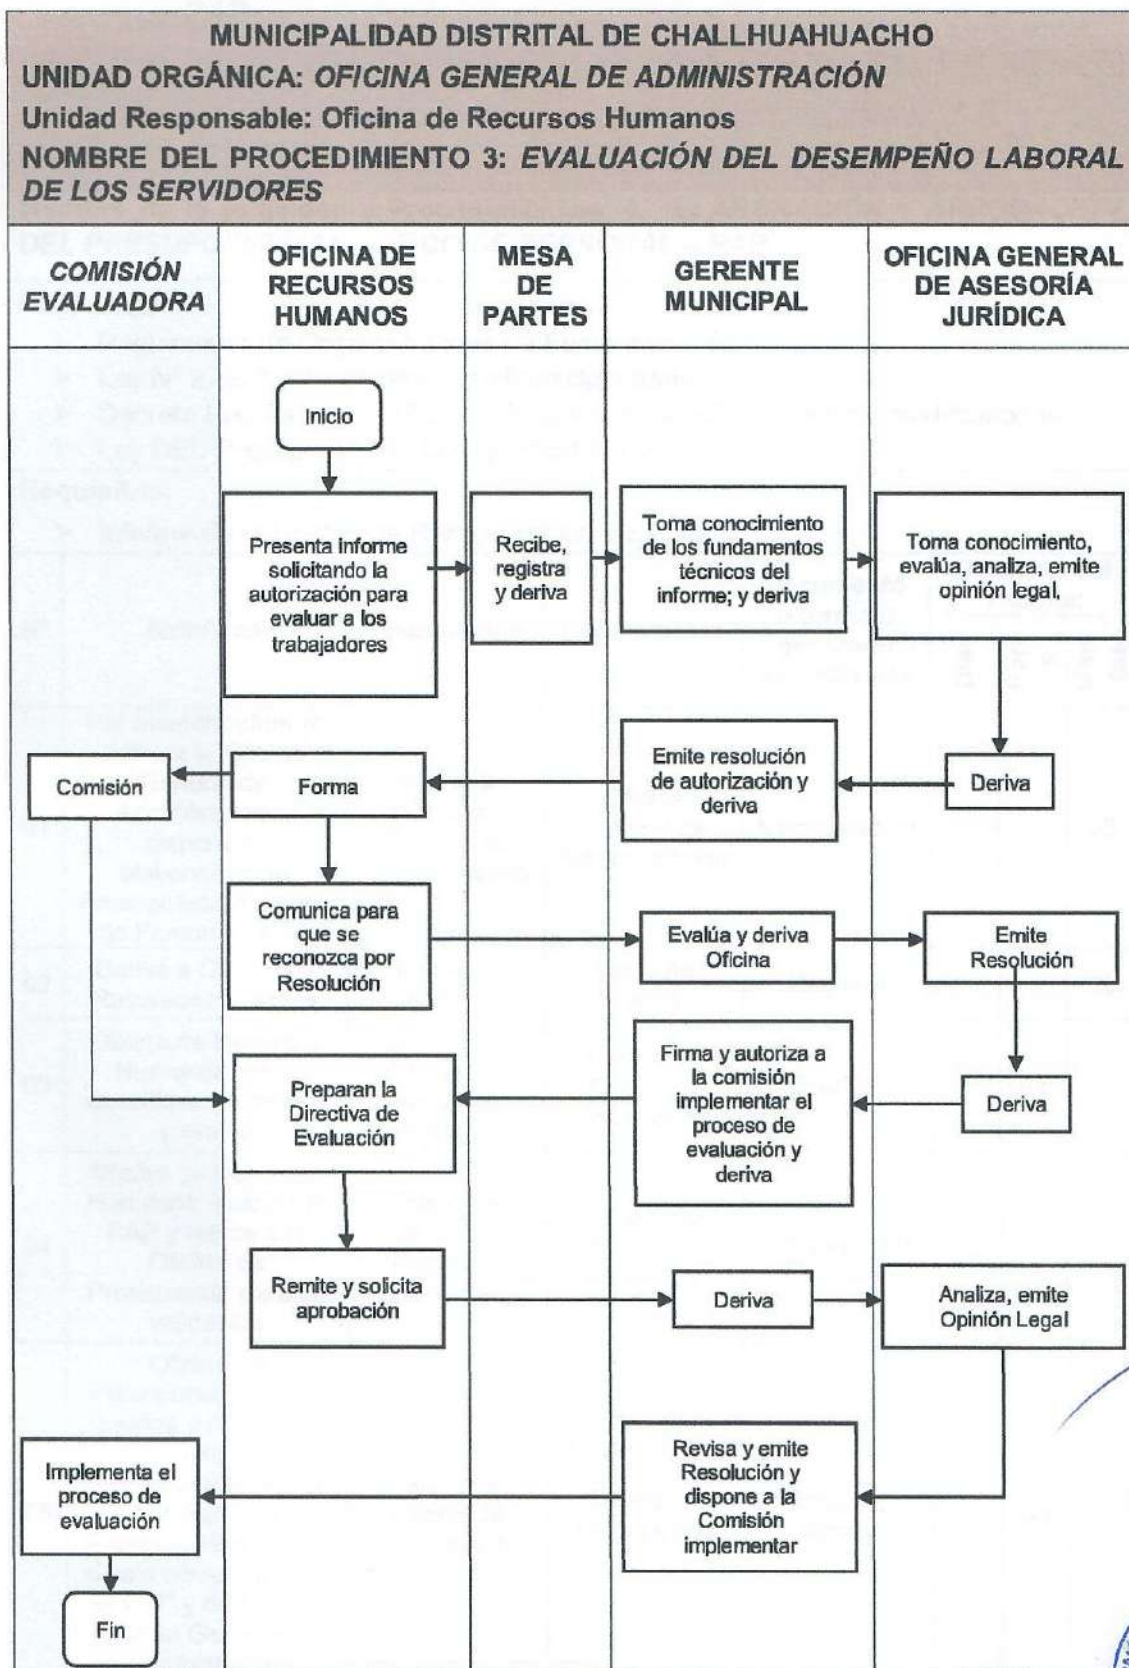 MUNICIPALIDAD DISTRITAL DE CHALLHUAHUACHO
UNIDAD ORGÁNICA: OFICINA GENERAL DE ADMINISTRACIÓN
Unidad Responsable: Oficina de Recursos Humanos
NOMBRE DEL PROCEDIMIENTO 3: EVALUACIÓN DEL DESEMPEÑO LABORAL
DE LOS SERVIDORES
COMISIÓN
EVALUADORA
OFICINA DE
RECURSOS
HUMANOS
MESA
DE
PARTES
GERENTE
MUNICIPAL
OFICINA GENERAL
DE ASESORÍA
JURÍDICA
Inicio
Presenta informe
solicitando la
autorización para
evaluar a los
trabajadores
Recibe,
registra
y deriva
Toma conocimiento
de los fundamentos
técnicos del
informe; y deriva
Toma conocimiento,
evalúa, analiza, emite
opinión legal.
Comisión
Forma
Emite resolución
de autorización y
deriva
Deriva
Comunica para
que se
reconozca por
Resolución
Evalúa y deriva
Oficina
Emite
Resolución
Preparan la
Directiva de
Evaluación
Firma y autoriza a
la comisión
implementar el
proceso de
evaluación y
deriva
Deriva
Remite y solicita
aprobación
Deriva
Analiza, emite
Opinión Legal
Implementa el
proceso de
evaluación
Revisa y emite
Resolución y
dispone a la
Comisión
implementar
Fin